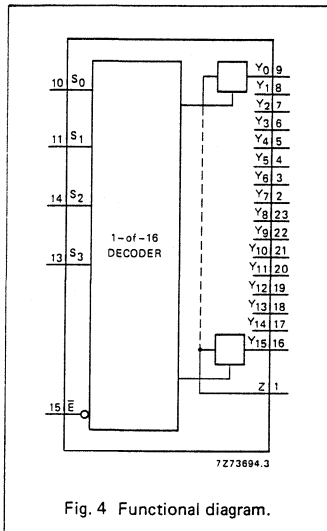 10 S0
11 S1
14 S2
13 S3
15 E̅
1-of-16
DECODER
Y0 9
Y1 8
Y2 7
Y3 6
Y4 5
Y5 4
Y6 3
Y7 2
Y8 23
Y9 22
Y10 21
Y11 20
Y12 19
Y13 18
Y14 17
Y15 16
Z 1
7Z73694.3
Fig. 4 Functional diagram.